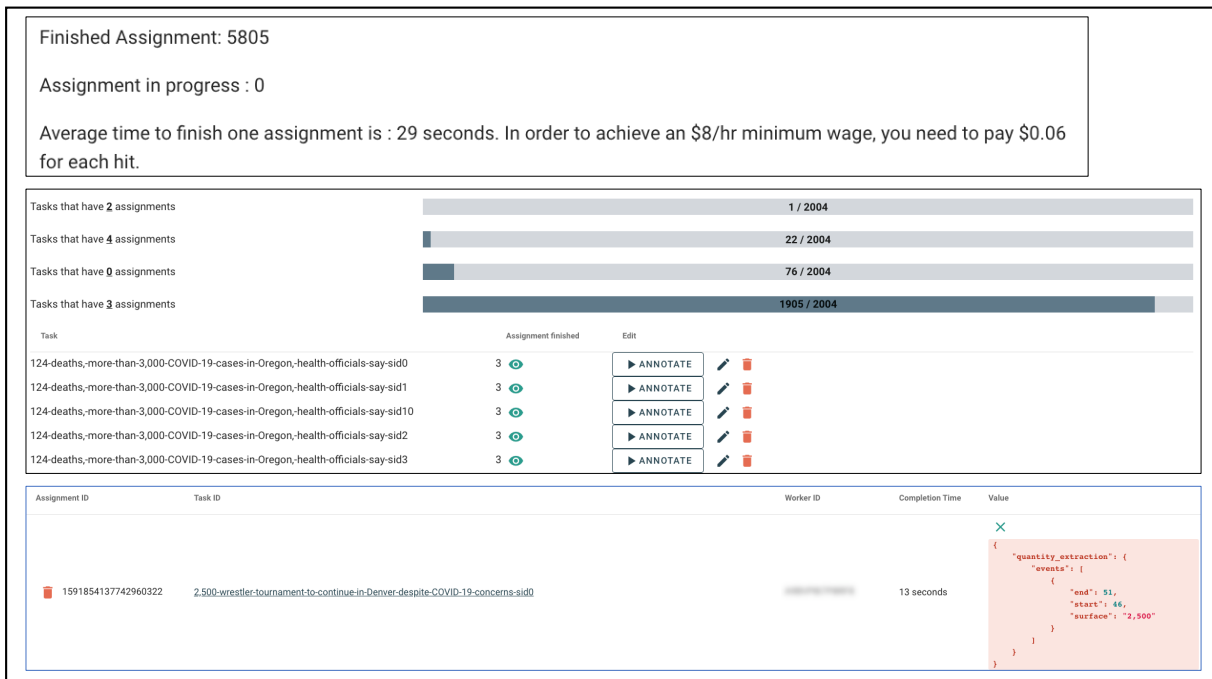 Finished Assignment: 5805
Assignment in progress : 0
Average time to finish one assignment is : 29 seconds. In order to achieve an $8/hr minimum wage, you need to pay $0.06
for each hit.
Tasks that have 2 assignments 1 / 2004
Tasks that have 4 assignments 22 / 2004
Tasks that have 0 assignments 76 / 2004
Tasks that have 3 assignments 1905 / 2004
Task Assignment finished Edit
124-deaths,-more-than-3,000-COVID-19-cases-in-Oregon,-health-officials-say-sid0 3 ANNOTATE
124-deaths,-more-than-3,000-COVID-19-cases-in-Oregon,-health-officials-say-sid1 3 ANNOTATE
124-deaths,-more-than-3,000-COVID-19-cases-in-Oregon,-health-officials-say-sid10 3 ANNOTATE
124-deaths,-more-than-3,000-COVID-19-cases-in-Oregon,-health-officials-say-sid2 3 ANNOTATE
124-deaths,-more-than-3,000-COVID-19-cases-in-Oregon,-health-officials-say-sid3 3 ANNOTATE
Assignment ID Task ID Worker ID Completion Time Value
{
"quantity_extraction": {
"events": [
{
1591854137742960322 2,500-wrestler-tournament-to-continue-in-Denver-despite-COVID-19-concerns-sid0 13 seconds "end": 51,
"start": 46,
"surface": "2,500"
}
]
}
}